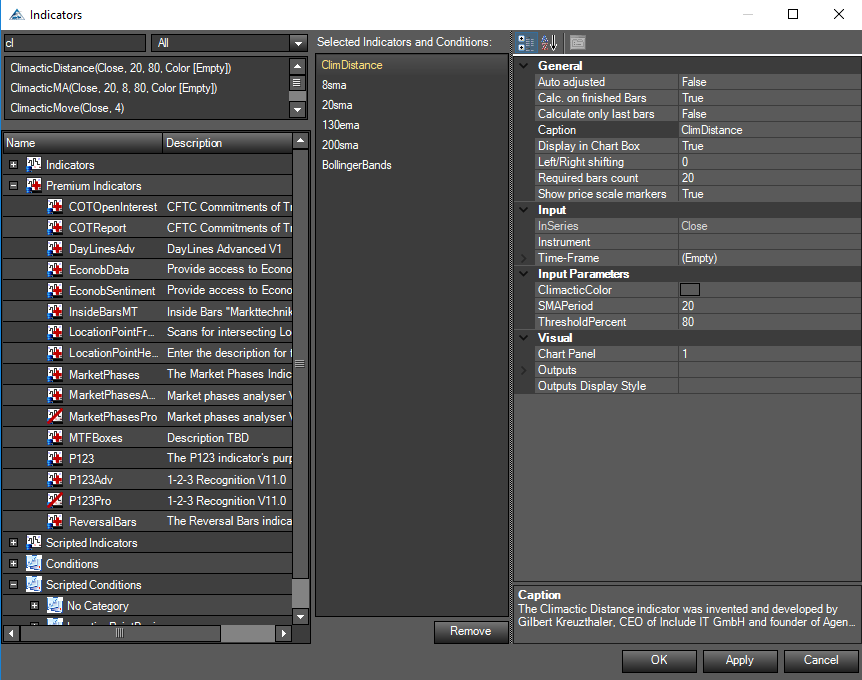 Indicators
cl
All
ClimacticDistance(Close, 20, 80, Color [Empty])
ClimacticMA(Close, 20, 8, 80, Color [Empty])
ClimacticMove(Close, 4)
Name Description
Indicators
Premium Indicators
COTOpenInterest CFTC Commitments of Tr
COTReport CFTC Commitments of Tr
DayLinesAdv DayLines Advanced V1
EconobData Provide access to Econo
EconobSentiment Provide access to Econo
InsideBarsMT Inside Bars "Markttechnik
LocationPointFr... Scans for intersecting Lo
LocationPointHe... Enter the description for t
MarketPhases The Market Phases Indic
MarketPhasesA... Market phases analyser V
MarketPhasesPro Market phases analyser V
MTFBoxes Description TBD
P123 The P123 indicator's purp
P123Adv 1-2-3 Recognition V11.0
P123Pro 1-2-3 Recognition V11.0
ReversalBars The Reversal Bars indica
Scripted Indicators
Conditions
Scripted Conditions
No Category
Selected Indicators and Conditions:
ClimDistance
8sma
20sma
130ema
200sma
BollingerBands
Remove
General
Auto adjusted False
Calc. on finished Bars True
Calculate only last bars False
Caption ClimDistance
Display in Chart Box True
Left/Right shifting 0
Required bars count 20
Show price scale markers True
Input
InSeries Close
Instrument
Time-Frame (Empty)
Input Parameters
ClimacticColor
SMAPeriod 20
ThresholdPercent 80
Visual
Chart Panel 1
Outputs
Outputs Display Style
Caption
The Climactic Distance indicator was invented and developed by
Gilbert Kreuzthaler, CEO of Include IT GmbH and founder of Agen...
OK Apply Cancel